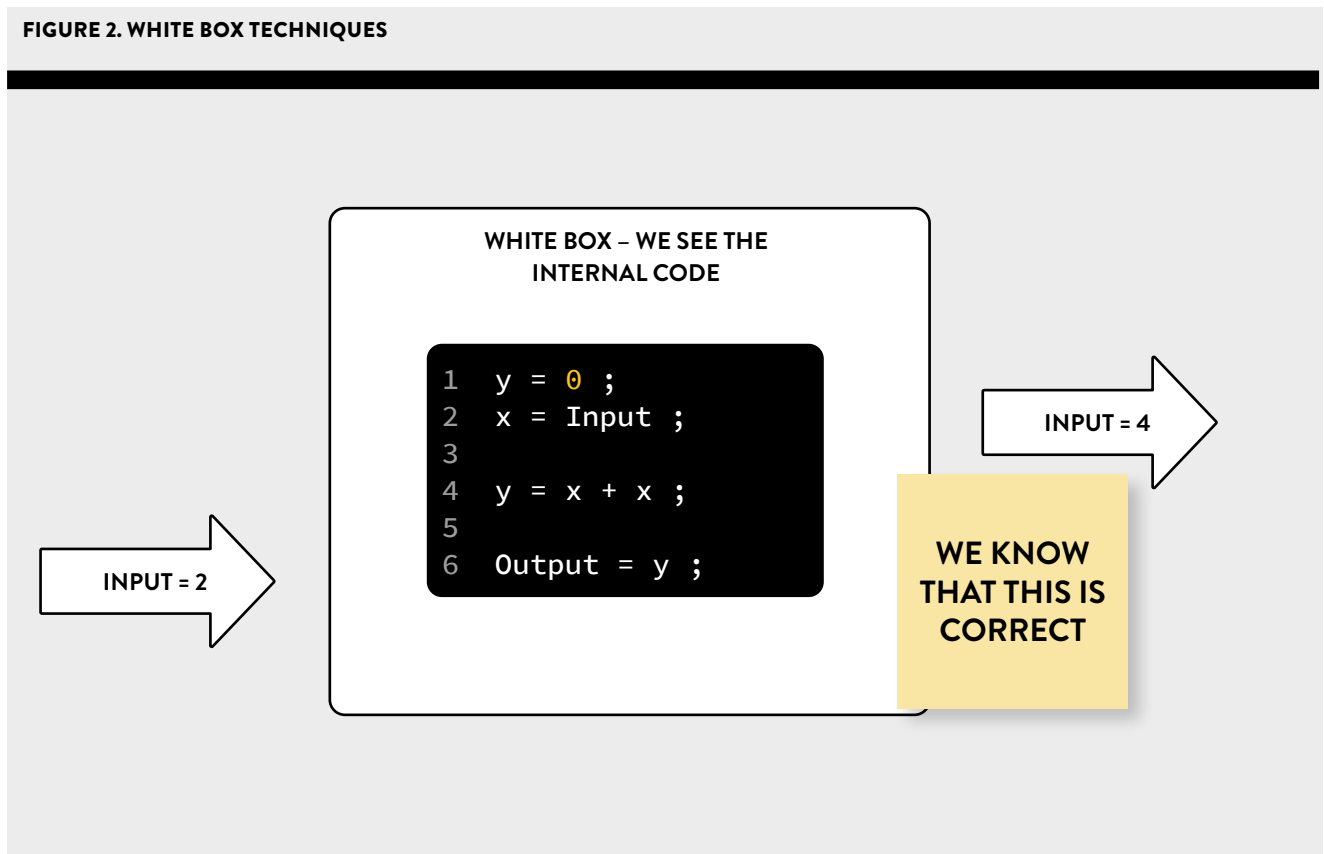 FIGURE 2. WHITE BOX TECHNIQUES
WHITE BOX – WE SEE THE
INTERNAL CODE
1 y = 0 ;
2 x = Input ;
3
4 y = x + x ;
5
6 Output = y ;
INPUT = 2
INPUT = 4
WE KNOW
THAT THIS IS
CORRECT